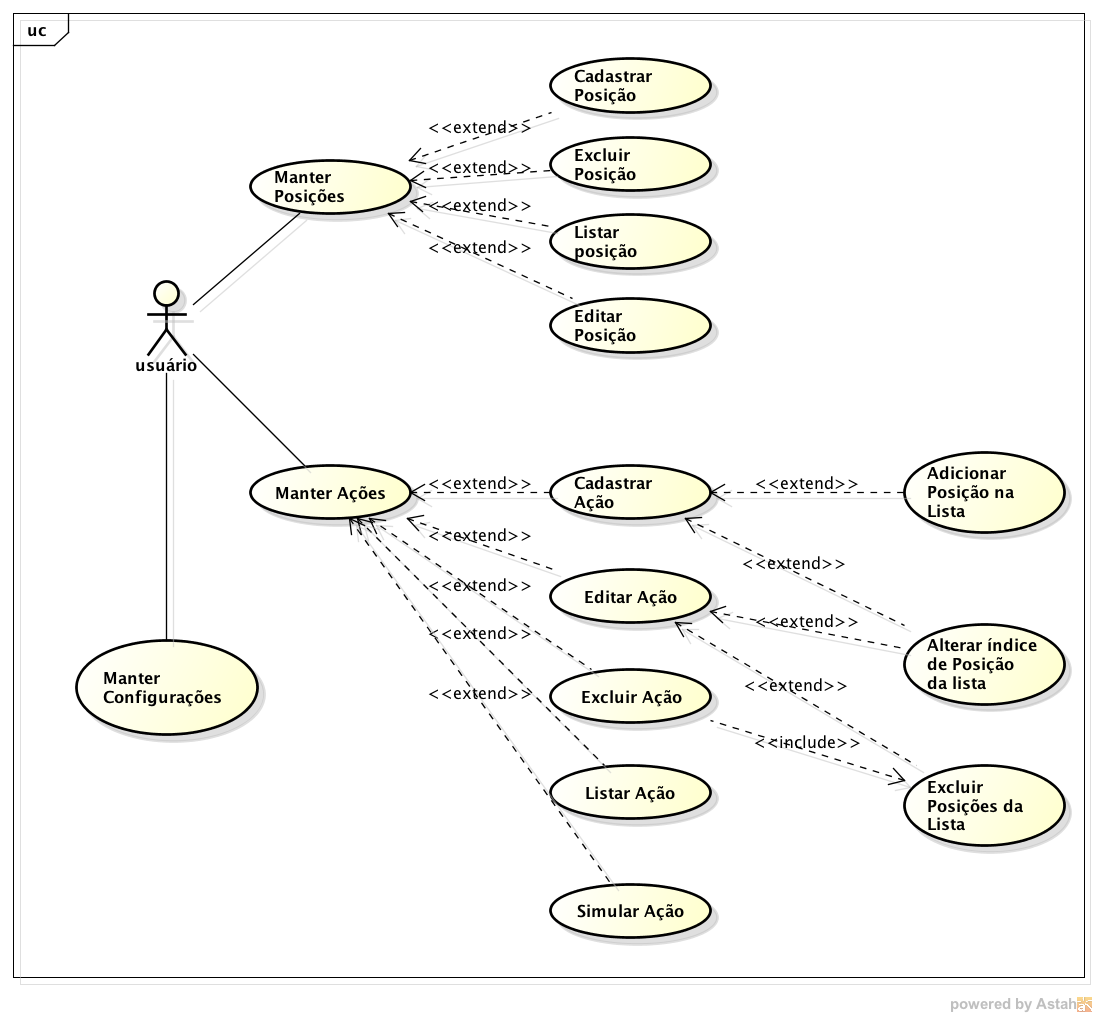 uc
Cadastrar
Posição
<<extend>>
Excluir
Posição
<<extend>>
Manter
Posições
<<extend>>
Listar
posição
<<extend>>
Editar
Posição
usuário
Manter Ações
<<extend>>
Cadastrar
Ação
<<extend>>
Adicionar
Posição na
Lista
<<extend>>
<<extend>>
Editar Ação
<<extend>>
<<extend>>
Alterar índice
de Posição
da lista
<<extend>>
Manter
Configurações
<<extend>>
Excluir Ação
<<extend>>
<<include>>
Listar Ação
Excluir
Posições da
Lista
Simular Ação
powered by Astah